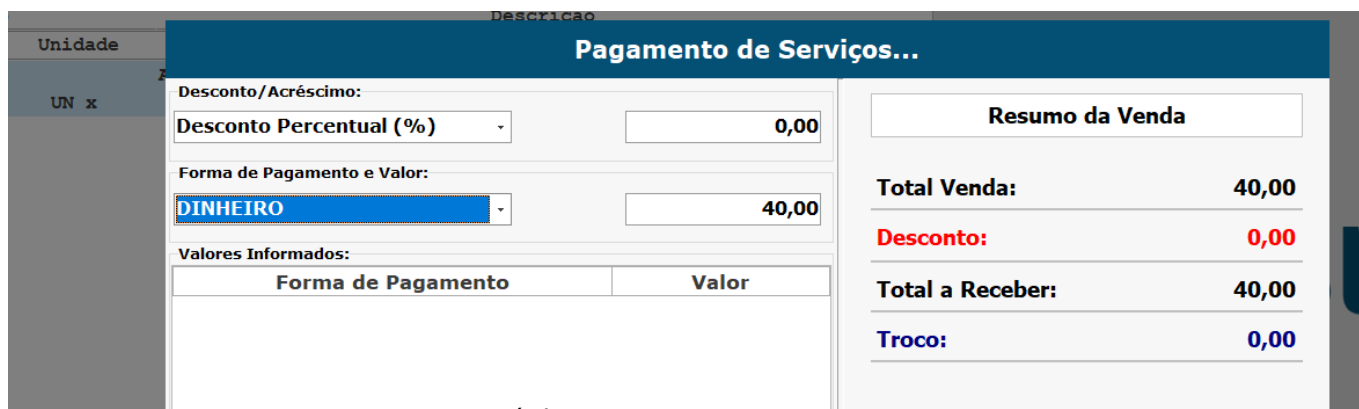 Descricao
Unidade
Pagamento de Serviços...
UN x
Desconto/Acréscimo:
Desconto Percentual (%) 0,00
Forma de Pagamento e Valor:
DINHEIRO 40,00
Valores Informados:
Forma de Pagamento Valor
Resumo da Venda
Total Venda: 40,00
Desconto: 0,00
Total a Receber: 40,00
Troco: 0,00